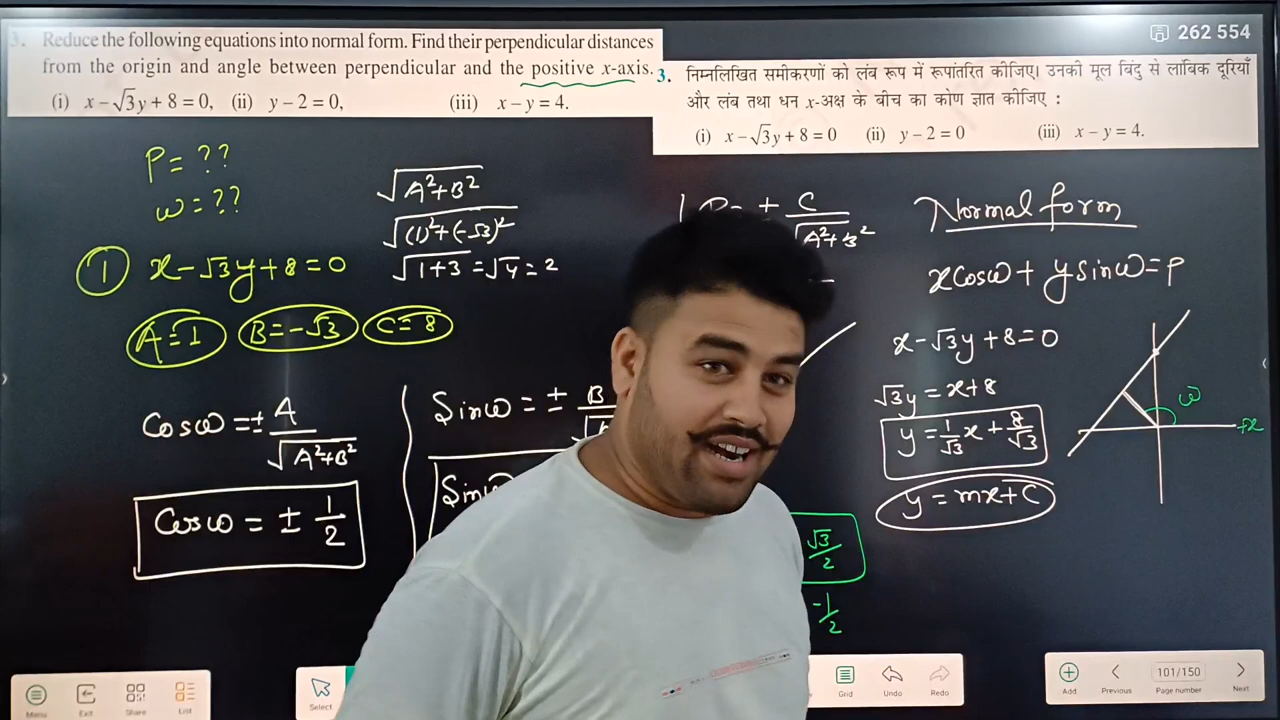 3. Reduce the following equations into normal form. Find their perpendicular distances
from the origin and angle between perpendicular and the positive x-axis.
(i) x – √3y + 8 = 0, (ii) y – 2 = 0, (iii) x – y = 4.
262 554
3. निम्नलिखित समीकरणों को लंब रूप में रूपांतरित कीजिए। उनकी मूल बिंदु से लांबिक दूरियाँ
और लंब तथा धन x-अक्ष के बीच का कोण ज्ञात कीजिए :
(i) x – √3y + 8 = 0 (ii) y – 2 = 0 (iii) x – y = 4.
P = ??
ω = ??
① x - √3y + 8 = 0
A = 1 B = -√3 C = 8
√A²+B²
√(1)²+(-√3)²
√1+3 = √4 = 2
Cosω = ± A/√A²+B²
Cosω = ± 1/2
Sinω = ± B
Sinω
± C/√A²+B²
√3/2
-1/2
Normal form
xCosω + ySinω = P
x - √3y + 8 = 0
√3y = x + 8
y = 1/√3 x + 8/√3
y = mx + C
ω
+x
Menu Exit Share List
Select
Grid Undo Redo
Add Previous 101/150 Page number Next